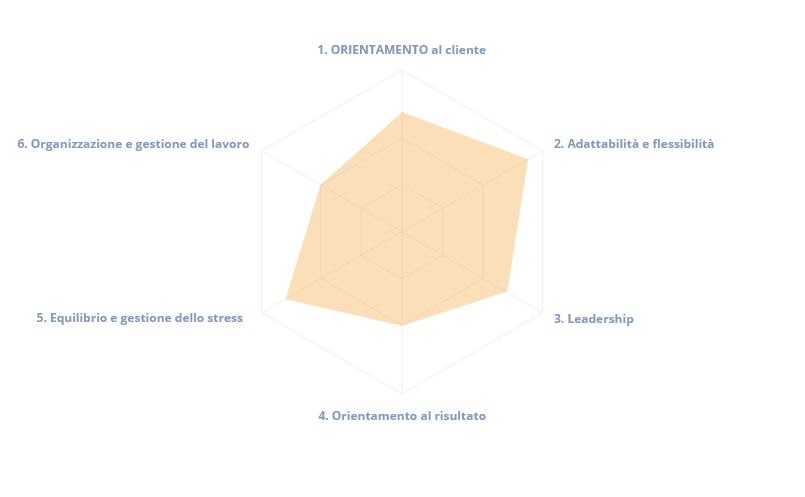 1. ORIENTAMENTO al cliente
2. Adattabilità e flessibilità
3. Leadership
4. Orientamento al risultato
5. Equilibrio e gestione dello stress
6. Organizzazione e gestione del lavoro